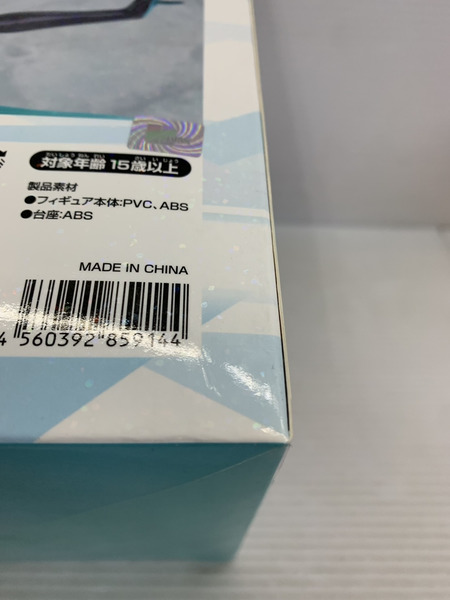 対象年齢 15歳以上
製品素材
●フィギュア本体:PVC、ABS
●台座:ABS
MADE IN CHINA
4 560392 859144